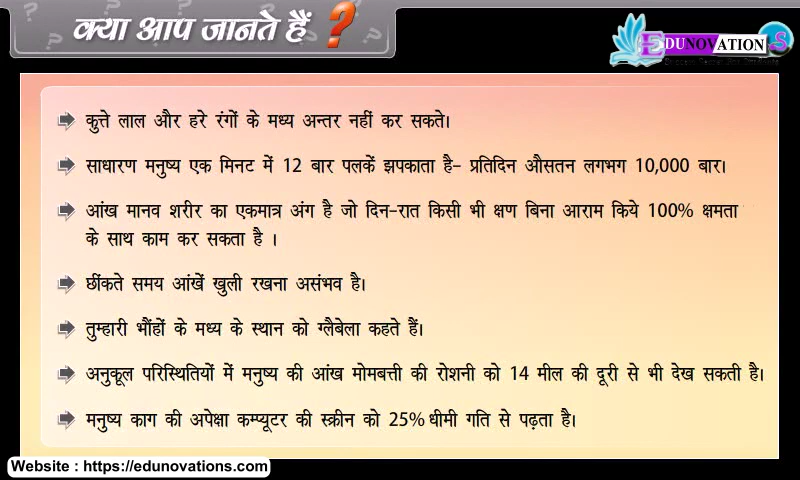 क्या आप जानते हैं ?
EDUNOVATION.S
कुत्ते लाल और हरे रंगों के मध्य अन्तर नहीं कर सकते।
साधारण मनुष्य एक मिनट में 12 बार पलकें झपकाता है- प्रतिदिन औसतन लगभग 10,000 बार।
आंख मानव शरीर का एकमात्र अंग है जो दिन-रात किसी भी क्षण बिना आराम किये 100% क्षमता
के साथ काम कर सकता है ।
छींकते समय आंखें खुली रखना असंभव है।
तुम्हारी भौंहों के मध्य के स्थान को ग्लैबेला कहते हैं।
अनुकूल परिस्थितियों में मनुष्य की आंख मोमबत्ती की रोशनी को 14 मील की दूरी से भी देख सकती है।
मनुष्य काग की अपेक्षा कम्प्यूटर की स्क्रीन को 25% धीमी गति से पढ़ता है।
Website : https://edunovations.com